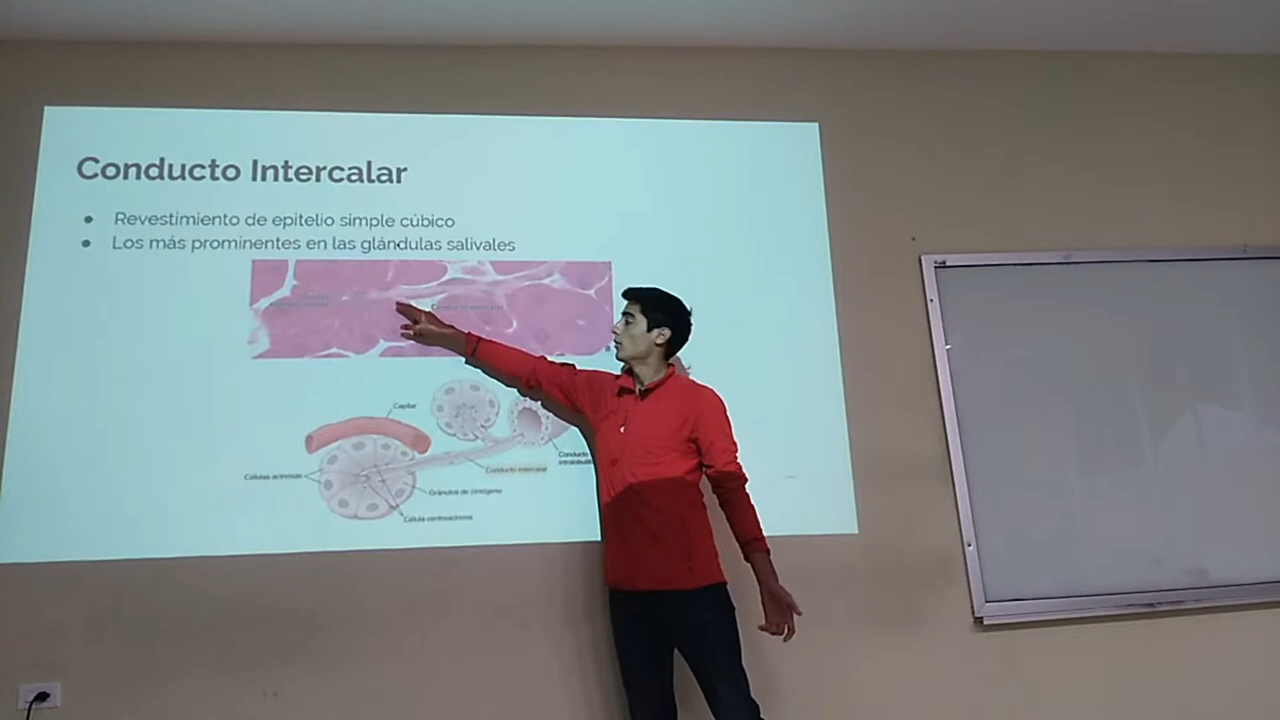 Conducto Intercalar
Revestimiento de epitelio simple cúbico
Los más prominentes en las glándulas salivales
Capilar
Células acinosas
Conducto
Conducto intercalar
Gránulos de cimógeno
Célula centroacinosa